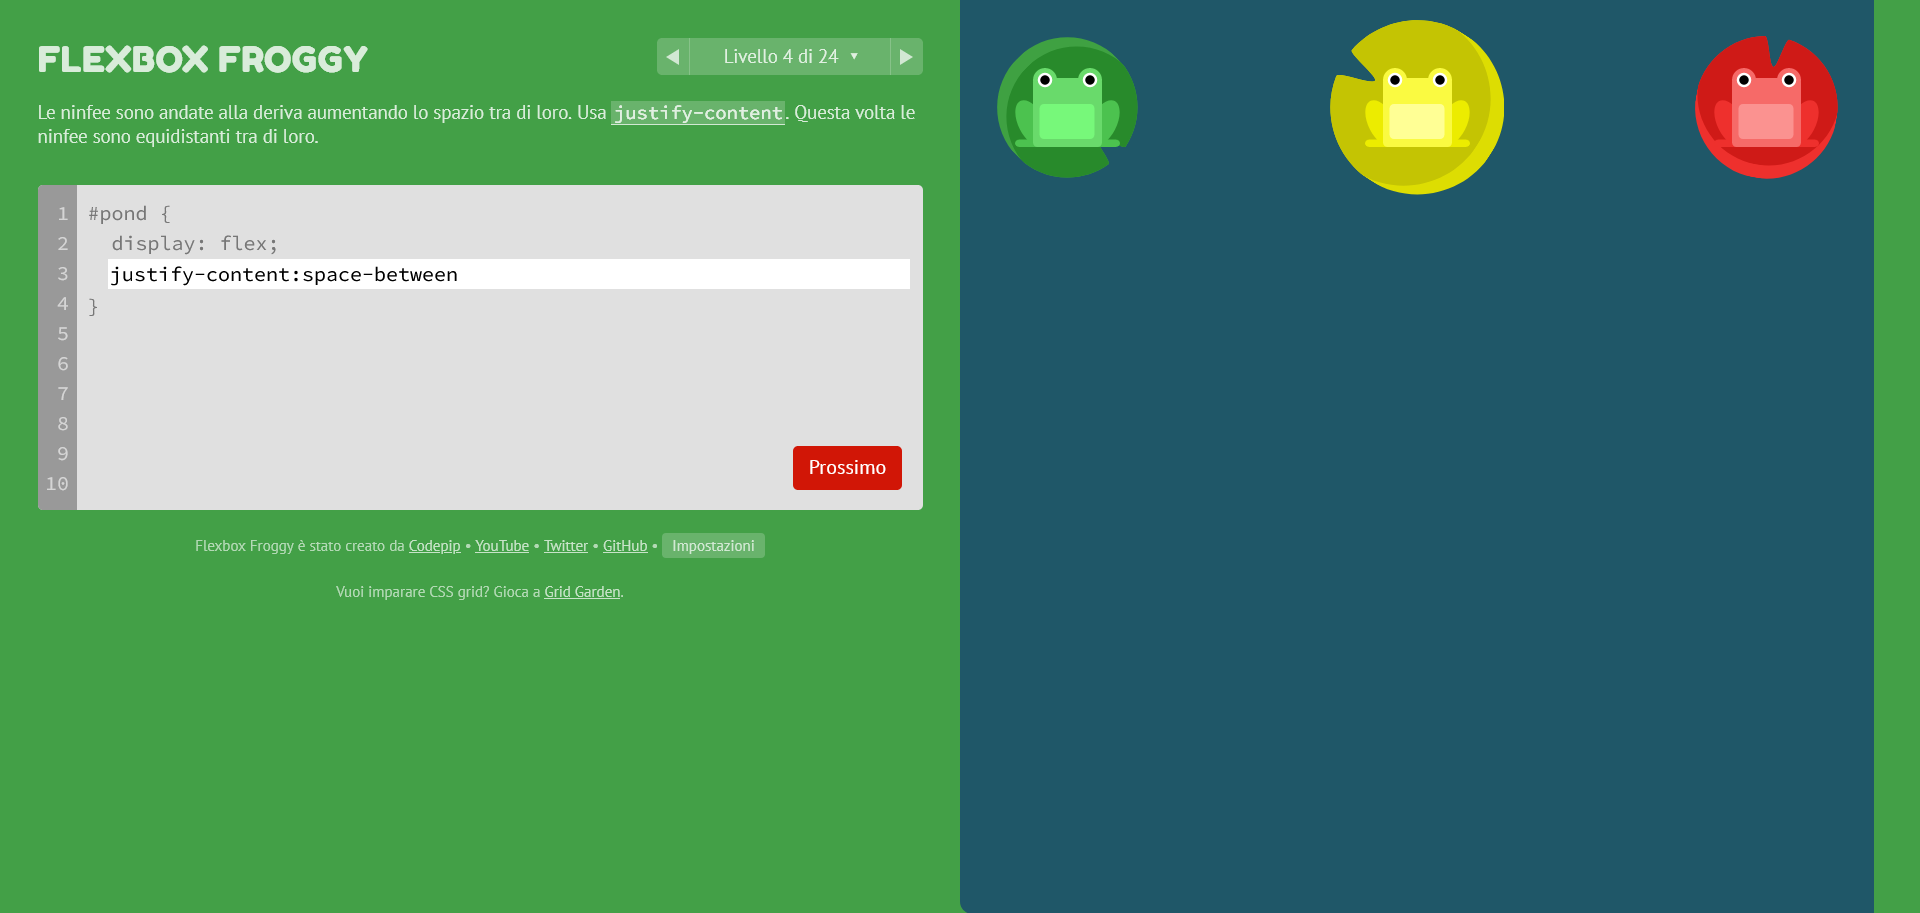 FLEXBOX FROGGY
◀ Livello 4 di 24 ▼ ▶
Le ninfee sono andate alla deriva aumentando lo spazio tra di loro. Usa justify-content. Questa volta le
ninfee sono equidistanti tra di loro.
1 #pond {
2 display: flex;
3 justify-content:space-between
4 }
5
6
7
8
9
10
Prossimo
Flexbox Froggy è stato creato da Codepip • YouTube • Twitter • GitHub • Impostazioni
Vuoi imparare CSS grid? Gioca a Grid Garden.